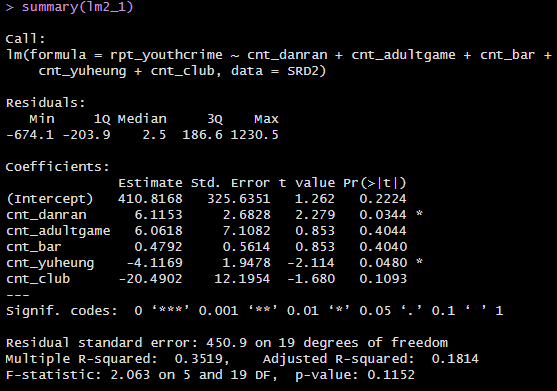 > summary(lm2_1)
Call:
lm(formula = rpt_youthcrime ~ cnt_danran + cnt_adultgame + cnt_bar +
    cnt_yuheung + cnt_club, data = SRD2)
Residuals:
   Min     1Q Median     3Q    Max
-674.1 -203.9    2.5  186.6 1230.5
Coefficients:
              Estimate Std. Error t value Pr(>|t|)
(Intercept)   410.8168   325.6351   1.262   0.2224
cnt_danran      6.1153     2.6828   2.279   0.0344 *
cnt_adultgame   6.0618     7.1082   0.853   0.4044
cnt_bar         0.4792     0.5614   0.853   0.4040
cnt_yuheung    -4.1169     1.9478  -2.114   0.0480 *
cnt_club      -20.4902    12.1954  -1.680   0.1093
---
Signif. codes:  0 ‘***’ 0.001 ‘**’ 0.01 ‘*’ 0.05 ‘.’ 0.1 ‘ ’ 1
Residual standard error: 450.9 on 19 degrees of freedom
Multiple R-squared:  0.3519,    Adjusted R-squared:  0.1814
F-statistic: 2.063 on 5 and 19 DF,  p-value: 0.1152